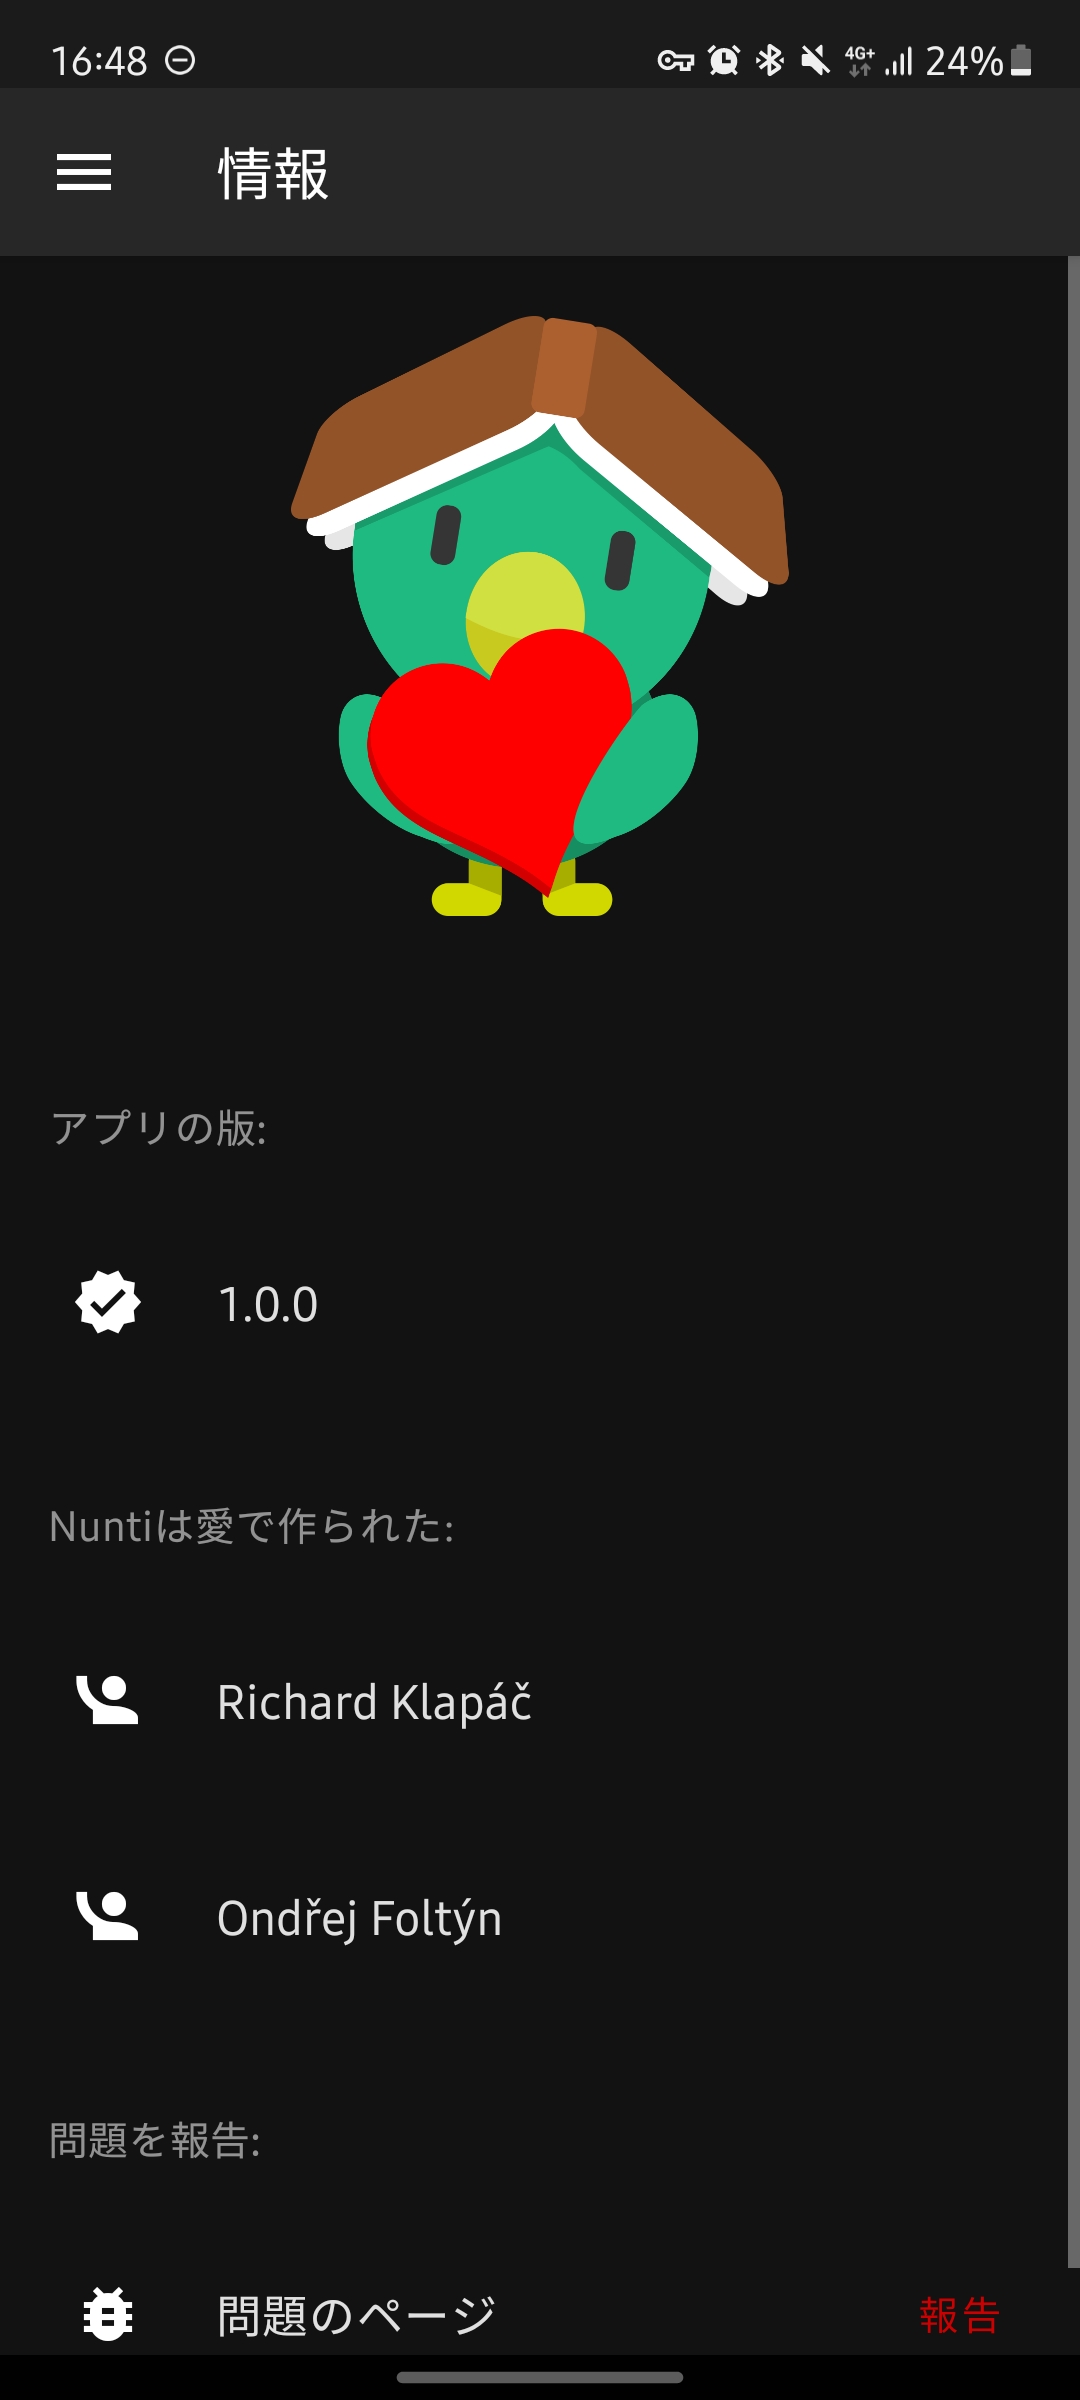 16:48
4G+ 24%
情報
アプリの版:
1.0.0
Nuntiは愛で作られた:
Richard Klapáč
Ondřej Foltýn
問題を報告:
問題のページ 報告